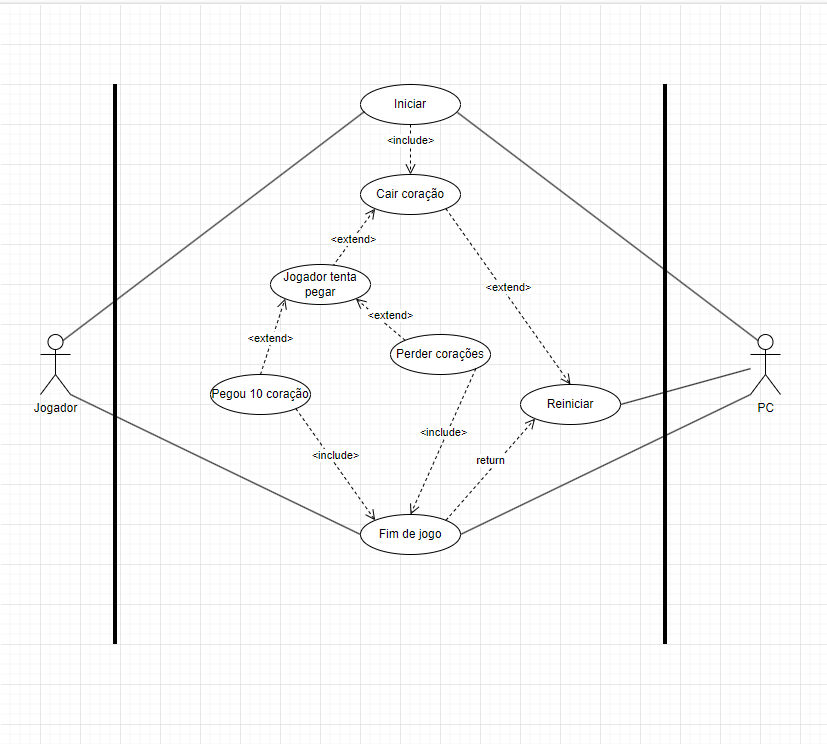 Iniciar
<include>
Cair coração
<extend>
Jogador tenta
pegar
<extend>
<extend>
<extend>
Perder corações
Pegou 10 coração
Reiniciar
Jogador
PC
<include>
<include>
return
Fim de jogo